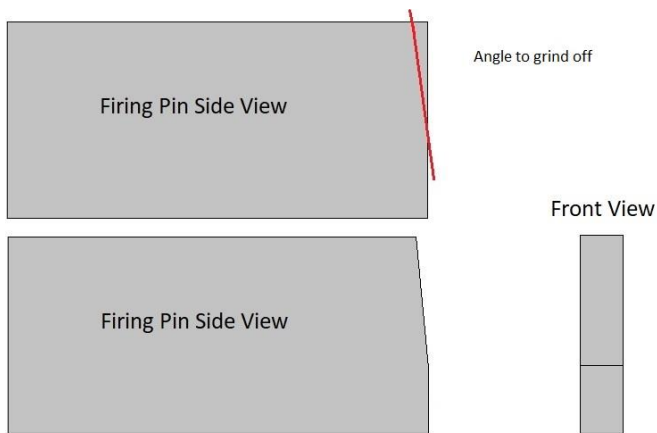 Angle to grind off
Firing Pin Side View
Front View
Firing Pin Side View